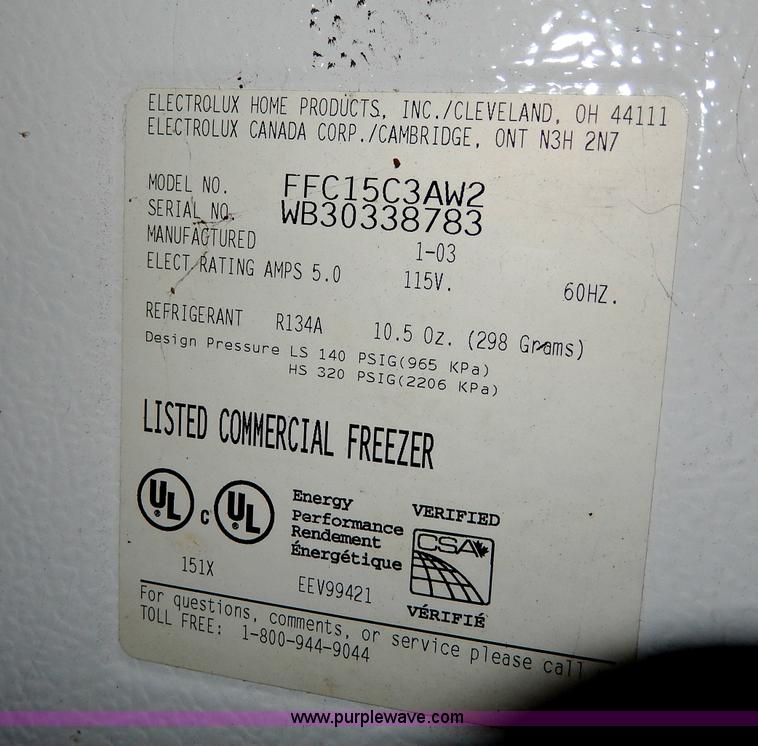 ELECTROLUX HOME PRODUCTS, INC./CLEVELAND, OH 44111
ELECTROLUX CANADA CORP./CAMBRIDGE, ONT N3H 2N7
MODEL NO. FFC15C3AW2
SERIAL NO. WB30338783
MANUFACTURED 1-03
ELECT.RATING AMPS 5.0 115V. 60HZ.
REFRIGERANT R134A 10.5 Oz. (298 Grams)
Design Pressure LS 140 PSIG(965 KPa)
HS 320 PSIG(2206 KPa)
LISTED COMMERCIAL FREEZER
UL ® c UL ®
Energy
Performance
Rendement
Énergétique
VERIFIED
CSA
VÉRIFIÉ
151X EEV99421
For questions, comments, or service please call
TOLL FREE: 1-800-944-9044
www.purplewave.com